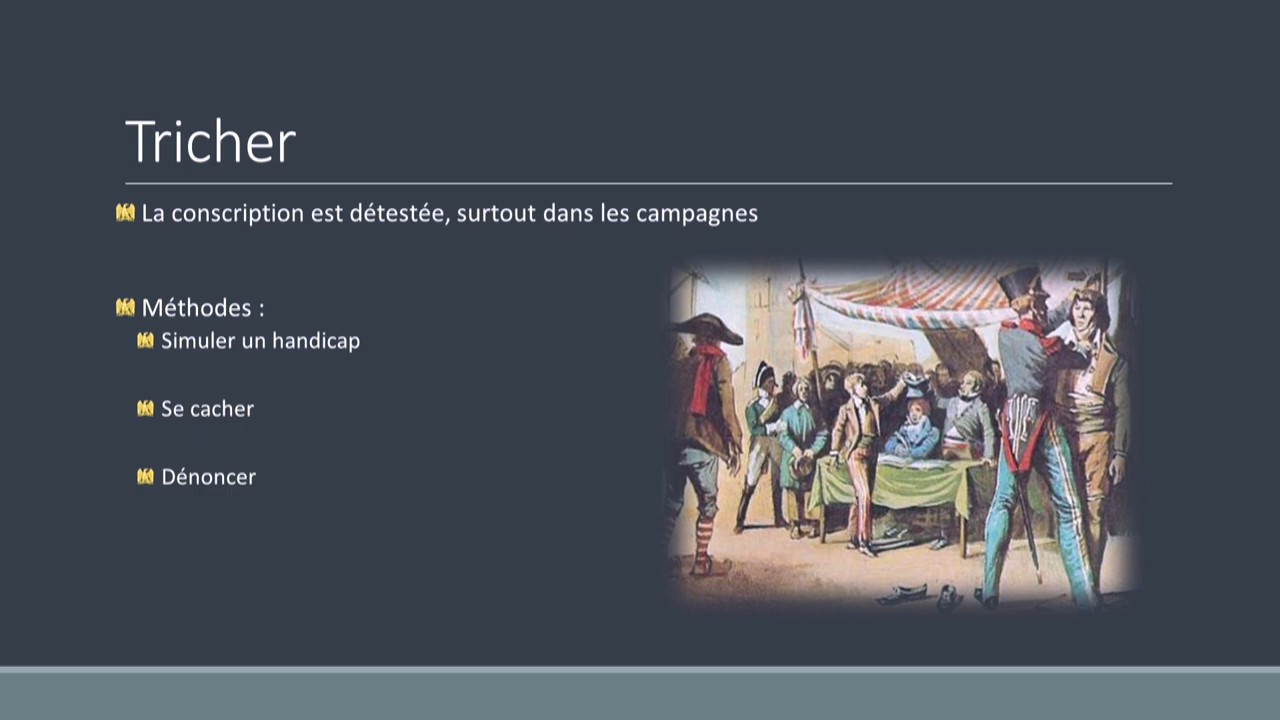 Tricher
La conscription est détestée, surtout dans les campagnes
Méthodes :
Simuler un handicap
Se cacher
Dénoncer